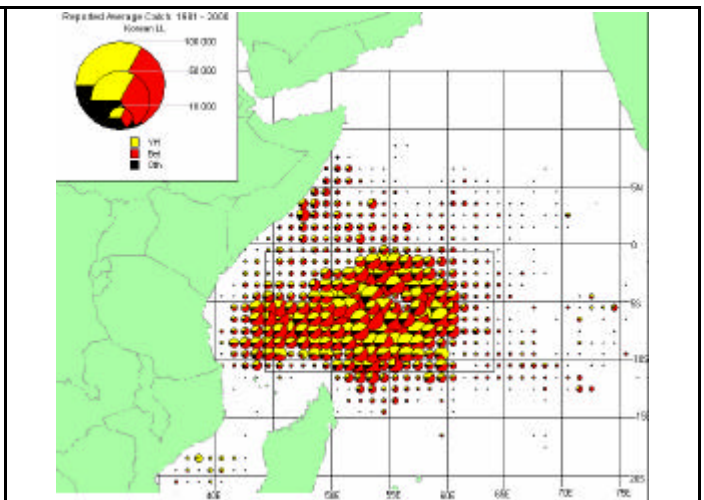 Reported Average Catch 1981 - 2000
Korean LL
100 000
50 000
10 000
Yft
Bet
Oth
5N
0
5S
10S
15S
20S
40E
50E
55E
60E
65E
70E
75E